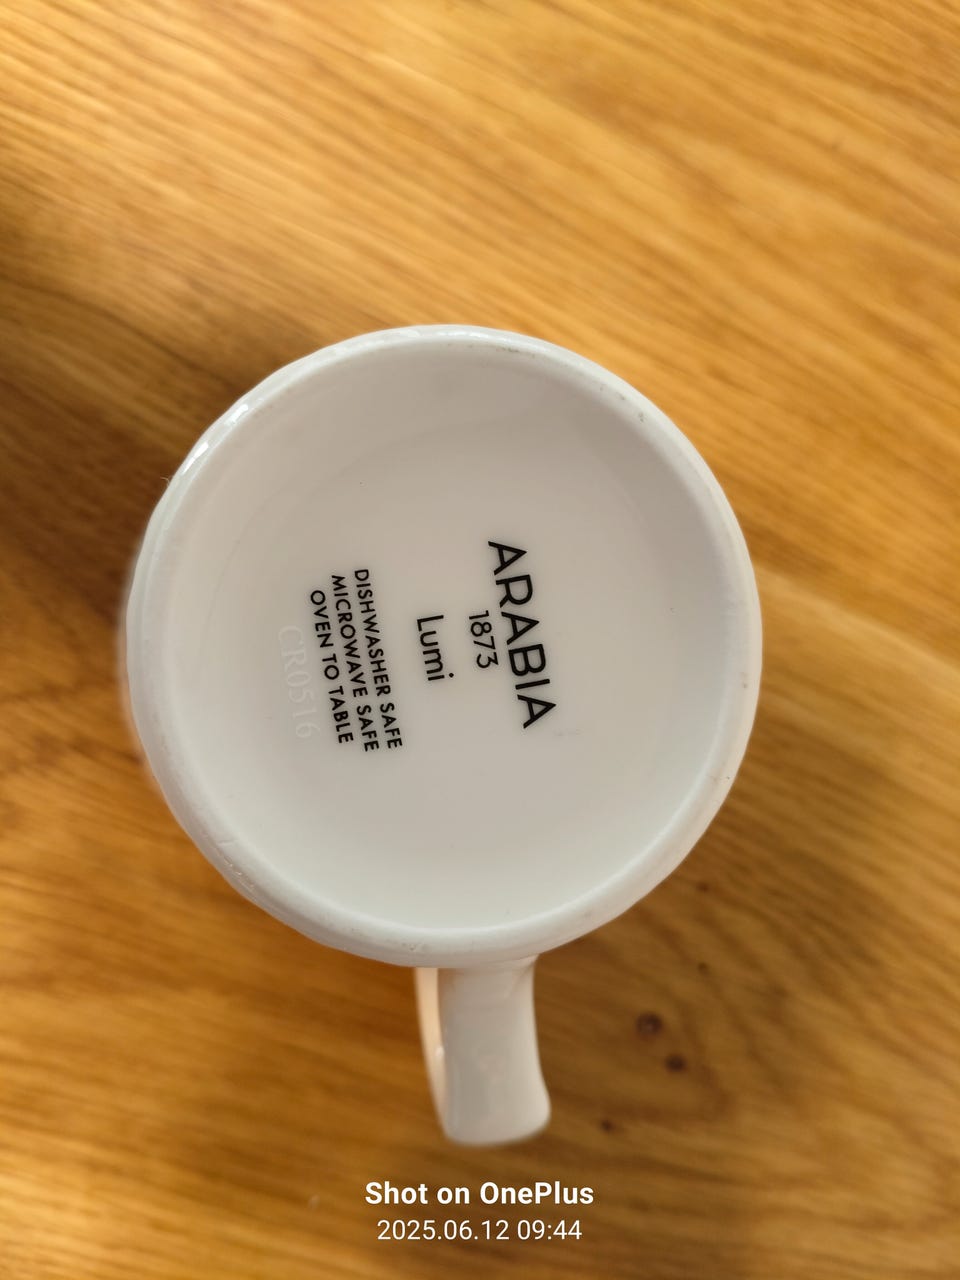 ARABIA
1873
Lumi
DISHWASHER SAFE
MICROWAVE SAFE
OVEN TO TABLE
CR0516
Shot on OnePlus
2025.06.12 09:44